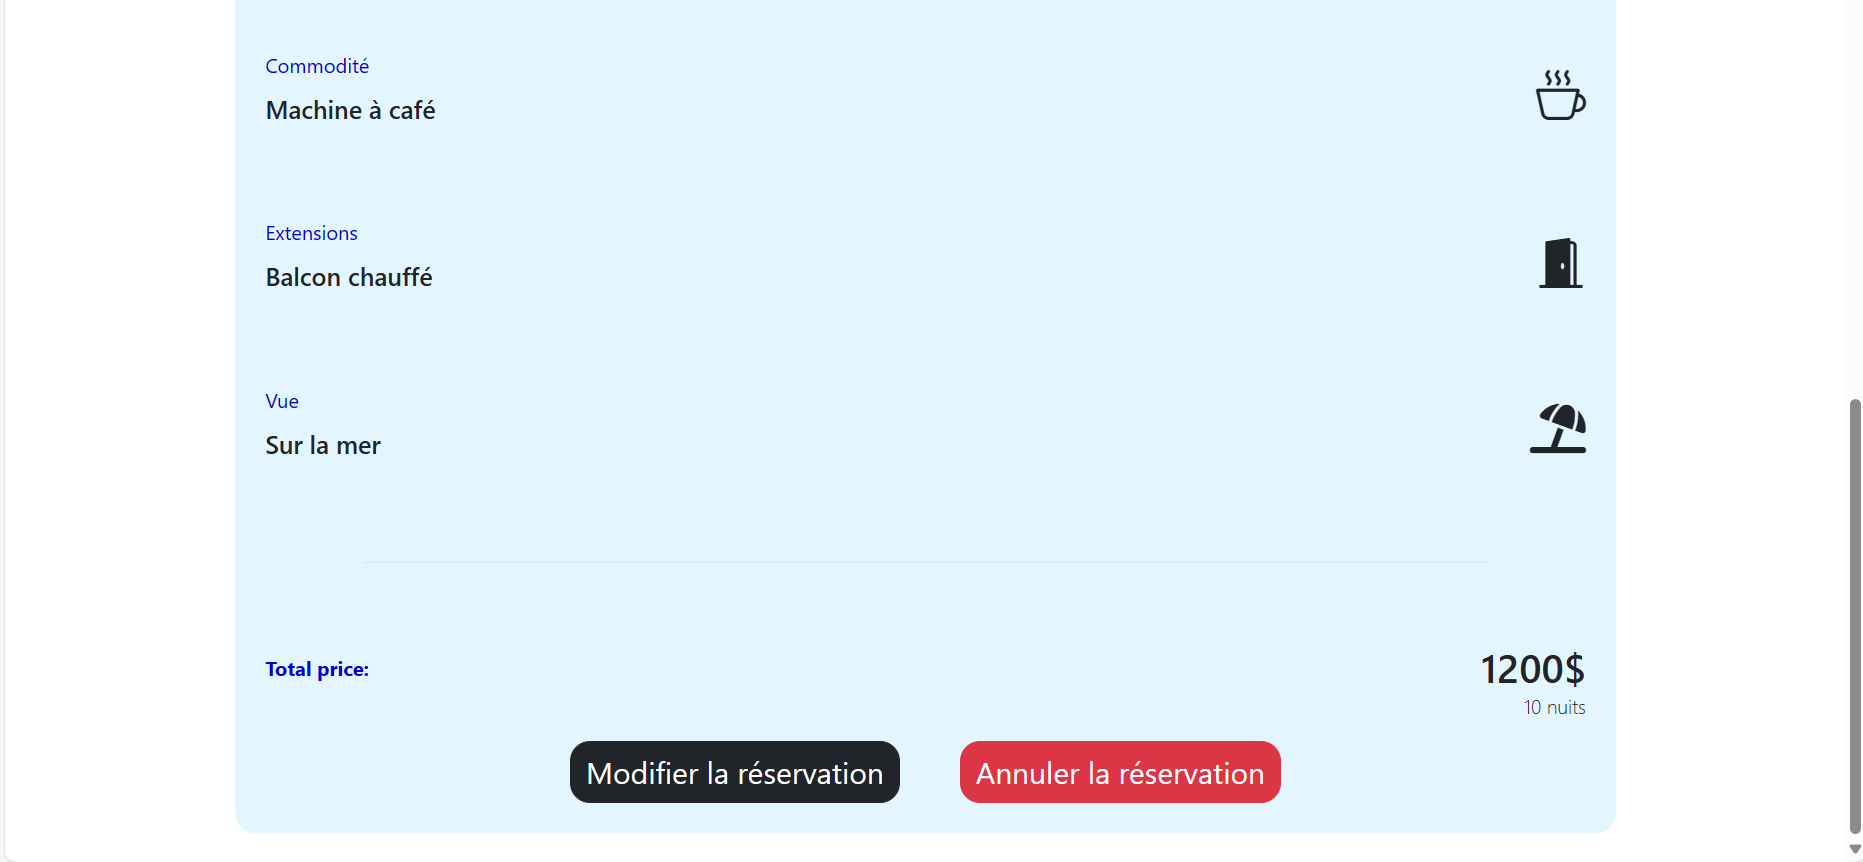 Commodité
Machine à café
Extensions
Balcon chauffé
Vue
Sur la mer
Total price:
1200$
10 nuits
Modifier la réservation
Annuler la réservation